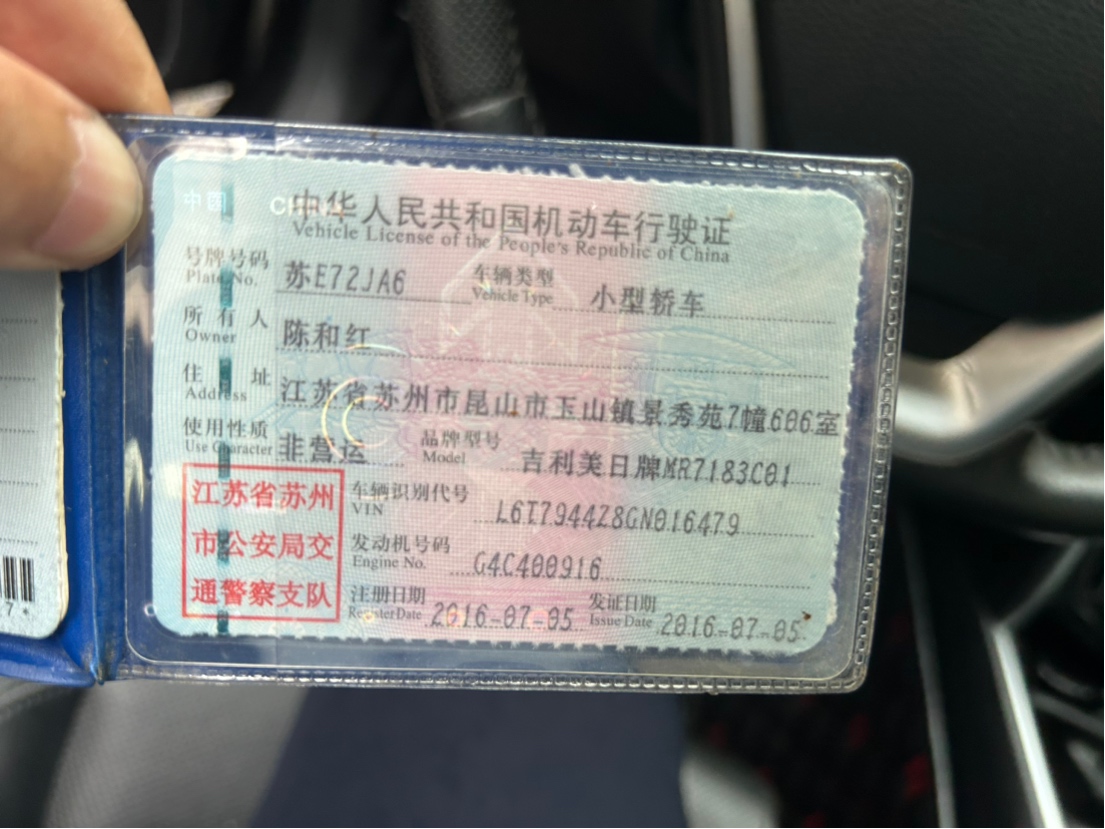 中国 CHINA
中华人民共和国机动车行驶证
Vehicle License of the People's Republic of China
号牌号码 苏E72JA6 车辆类型 小型轿车
Plate No. Vehicle Type
所有人 陈和红
Owner
住址 江苏省苏州市昆山市玉山镇景秀苑7幢606室
Address
使用性质 非营运 品牌型号 吉利美日牌MR7183C01
Use Character Model
江苏省苏州
市公安局交
通警察支队
车辆识别代号 L6T7944Z8GN016479
VIN
发动机号码 G4C400916
Engine No.
注册日期 2016-07-05 发证日期 2016-07-05
Register Date Issue Date
7*